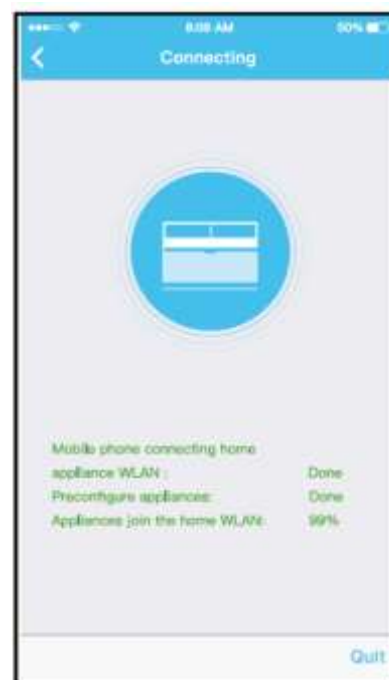 8:08 AM 50%
Connecting
Mobile phone connecting home
appliance WLAN : Done
Preconfigure appliances: Done
Appliances join the home WLAN: 99%
Quit